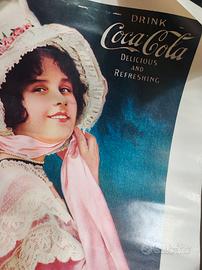 DRINK
Coca-Cola
DELICIOUS
AND
REFRESHING